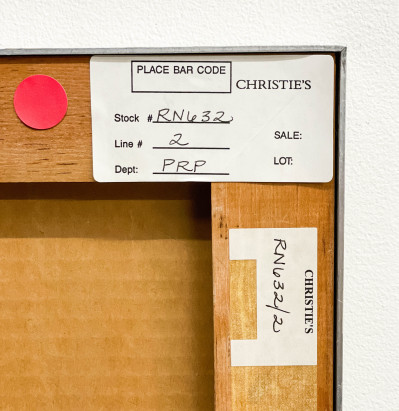 PLACE BAR CODE
CHRISTIE'S
Stock # RN632
Line # 2
Dept: PRP
SALE:
LOT:
CHRISTIE'S
RN632/2